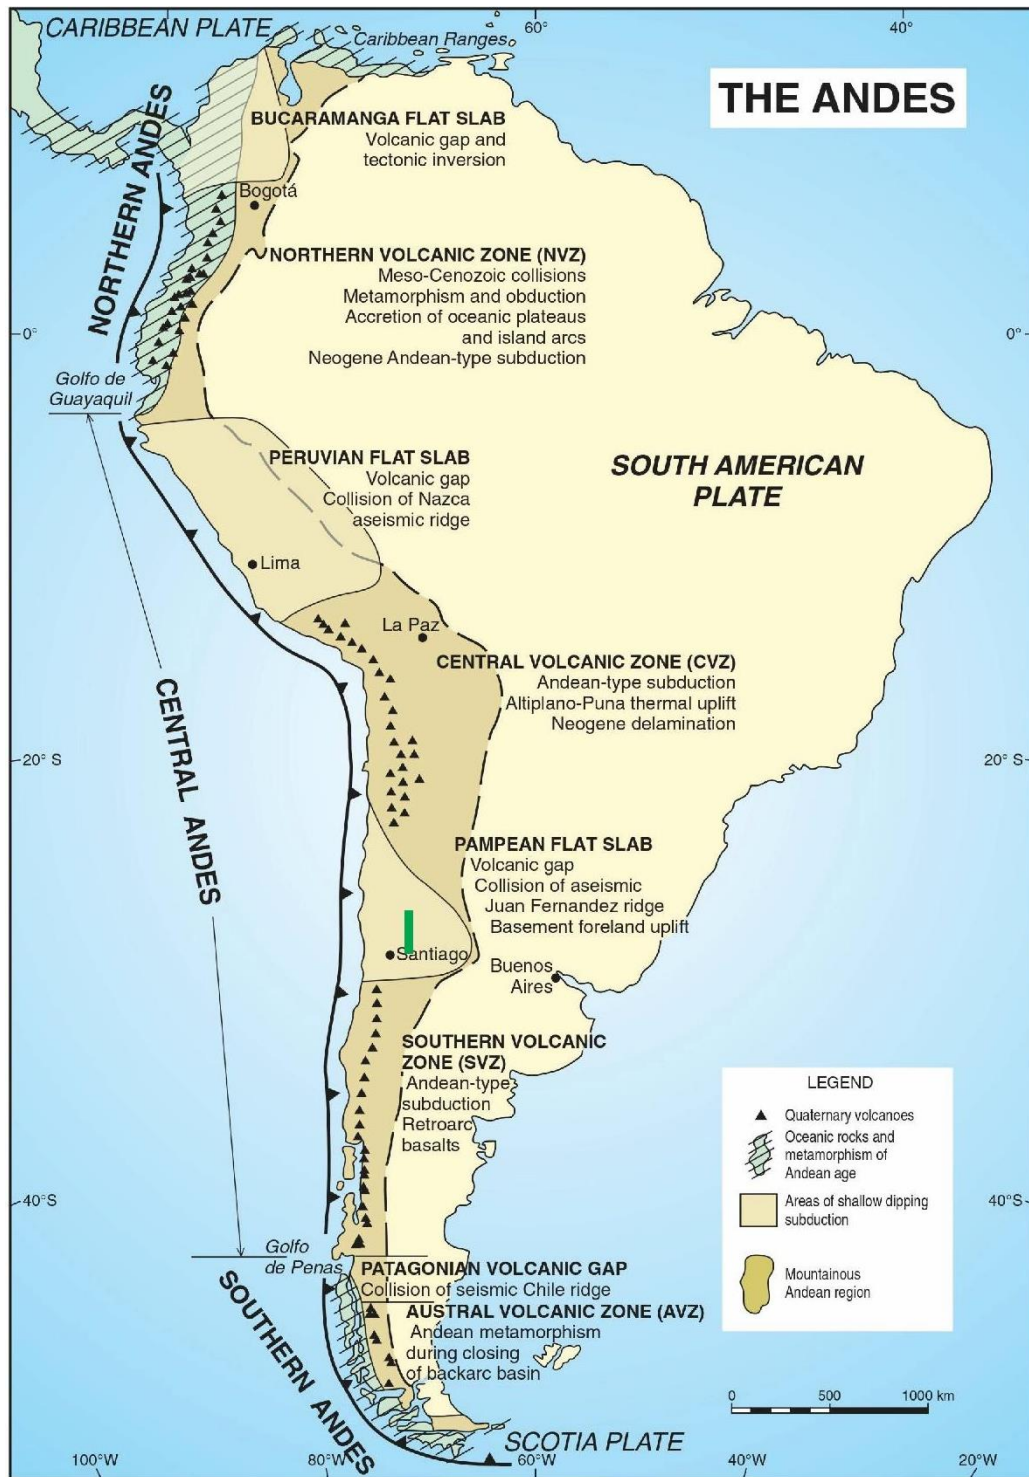 CARIBBEAN PLATE
60°
40°
Caribbean Ranges
THE ANDES
BUCARAMANGA FLAT SLAB
Volcanic gap and
tectonic inversion
Bogotá
NORTHERN ANDES
NORTHERN VOLCANIC ZONE (NVZ)
Meso-Cenozoic collisions
Metamorphism and obduction
Accretion of oceanic plateaus
and island arcs
Neogene Andean-type subduction
0°
0°
Golfo de
Guayaquil
PERUVIAN FLAT SLAB
Volcanic gap
Collision of Nazca
aseismic ridge
SOUTH AMERICAN
PLATE
Lima
La Paz
CENTRAL VOLCANIC ZONE (CVZ)
Andean-type subduction
Altiplano-Puna thermal uplift
Neogene delamination
CENTRAL ANDES
20° S
20° S
PAMPEAN FLAT SLAB
Volcanic gap
Collision of aseismic
Juan Fernandez ridge
Basement foreland uplift
Santiago
Buenos
Aires
SOUTHERN VOLCANIC
ZONE (SVZ)
Andean-type
subduction
Retroarc
basalts
LEGEND
Quaternary volcanoes
Oceanic rocks and
metamorphism of
Andean age
Areas of shallow dipping
subduction
Mountainous
Andean region
40°S
40°S
Golfo
de Penas
PATAGONIAN VOLCANIC GAP
Collision of seismic Chile ridge
AUSTRAL VOLCANIC ZONE (AVZ)
Andean metamorphism
during closing
of backarc basin
SOUTHERN ANDES
0 500 1000 km
SCOTIA PLATE
100°W
80°W
60°W
40°W
20°W